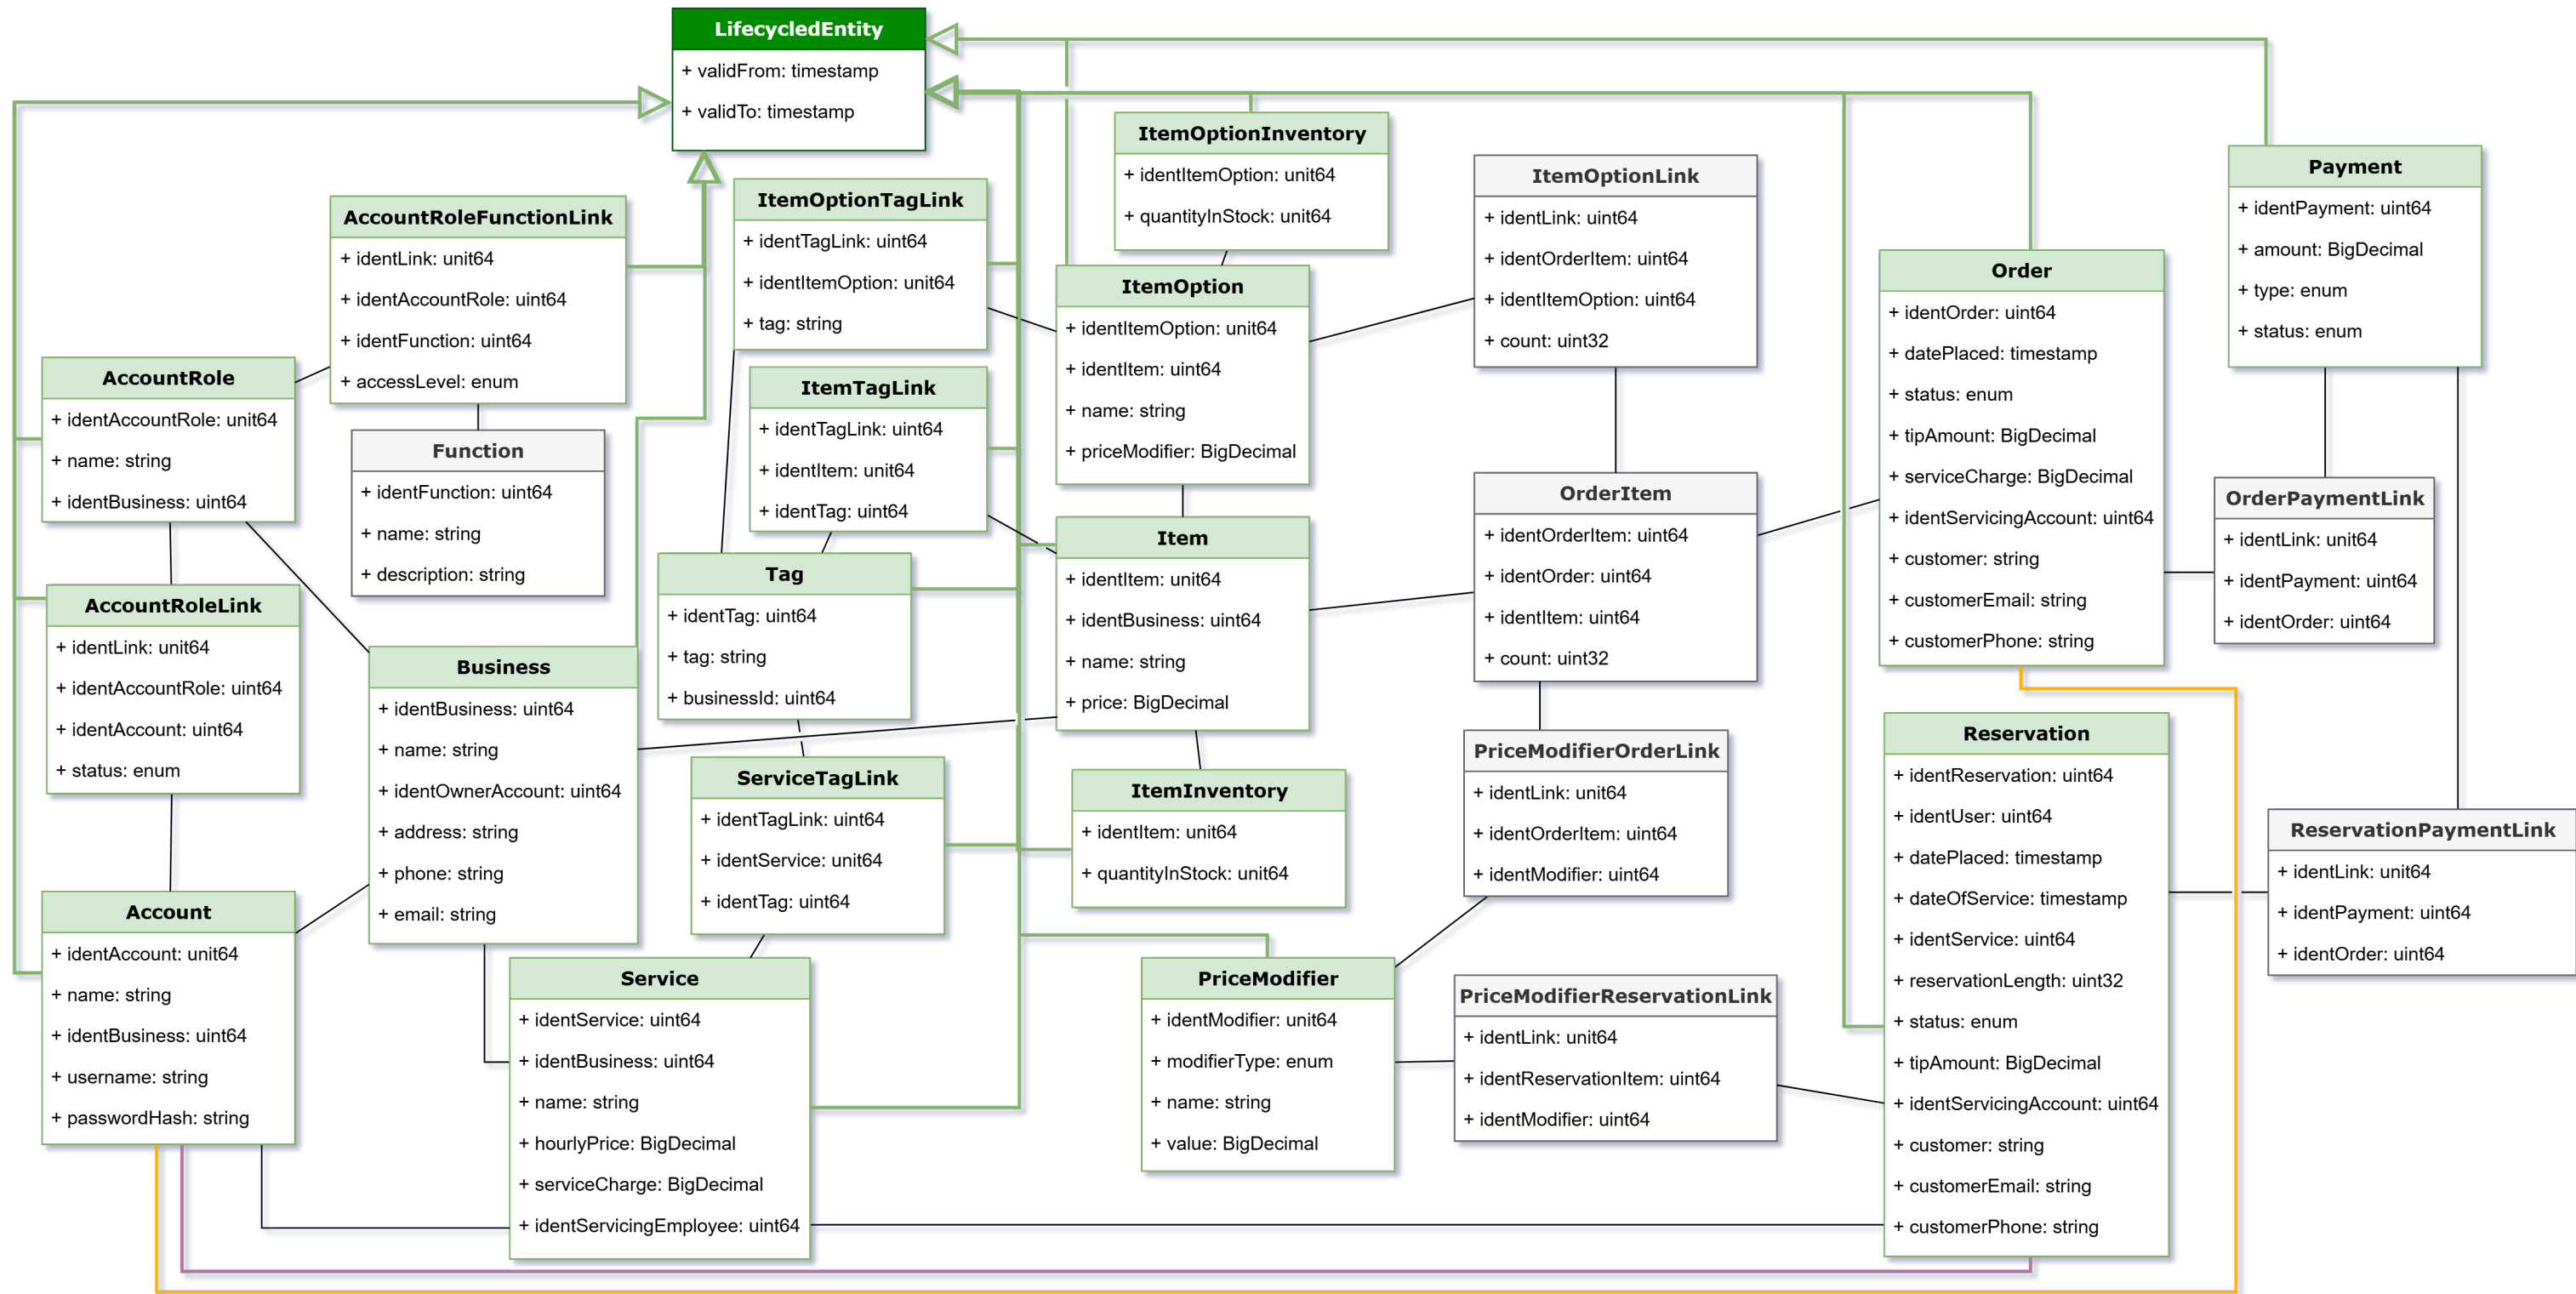 LifecycledEntity
+ validFrom: timestamp
+ validTo: timestamp
ItemOptionInventory
+ identItemOption: unit64
+ quantityInStock: unit64
ItemOptionLink
+ identLink: unit64
+ identOrderItem: uint64
+ identItemOption: uint64
+ count: uint32
Payment
+ identPayment: uint64
+ amount: BigDecimal
+ type: enum
+ status: enum
AccountRoleFunctionLink
+ identLink: unit64
+ identAccountRole: uint64
+ identFunction: uint64
+ accessLevel: enum
ItemOptionTagLink
+ identTagLink: uint64
+ identItemOption: uint64
+ tag: string
ItemOption
+ identItemOption: unit64
+ identItem: uint64
+ name: string
+ priceModifier: BigDecimal
Order
+ identOrder: uint64
+ datePlaced: timestamp
+ status: enum
+ tipAmount: BigDecimal
+ serviceCharge: BigDecimal
+ identServicingAccount: uint64
+ customer: string
+ customerEmail: string
+ customerPhone: string
AccountRole
+ identAccountRole: unit64
+ name: string
+ identBusiness: uint64
Function
+ identFunction: uint64
+ name: string
+ description: string
ItemTagLink
+ identTagLink: uint64
+ identItem: unit64
+ identTag: uint64
OrderItem
+ identOrderItem: uint64
+ identOrder: uint64
+ identItem: uint64
+ count: uint32
OrderPaymentLink
+ identLink: unit64
+ identPayment: uint64
+ identOrder: uint64
Item
+ identItem: unit64
+ identBusiness: uint64
+ name: string
+ price: BigDecimal
Tag
+ identTag: uint64
+ tag: string
+ businessId: uint64
AccountRoleLink
+ identLink: unit64
+ identAccountRole: uint64
+ identAccount: uint64
+ status: enum
Business
+ identBusiness: uint64
+ name: string
+ identOwnerAccount: uint64
+ address: string
+ phone: string
+ email: string
ServiceTagLink
+ identTagLink: uint64
+ identService: unit64
+ identTag: uint64
ItemInventory
+ identItem: unit64
+ quantityInStock: unit64
PriceModifierOrderLink
+ identLink: unit64
+ identOrderItem: uint64
+ identModifier: uint64
Reservation
+ identReservation: uint64
+ identUser: uint64
+ datePlaced: timestamp
+ dateOfService: timestamp
+ identService: uint64
+ reservationLength: uint32
+ status: enum
+ tipAmount: BigDecimal
+ identServicingAccount: uint64
+ customer: string
+ customerEmail: string
+ customerPhone: string
ReservationPaymentLink
+ identLink: unit64
+ identPayment: uint64
+ identOrder: uint64
Account
+ identAccount: unit64
+ name: string
+ identBusiness: uint64
+ username: string
+ passwordHash: string
Service
+ identService: uint64
+ identBusiness: uint64
+ name: string
+ hourlyPrice: BigDecimal
+ serviceCharge: BigDecimal
+ identServicingEmployee: uint64
PriceModifier
+ identModifier: unit64
+ modifierType: enum
+ name: string
+ value: BigDecimal
PriceModifierReservationLink
+ identLink: unit64
+ identReservationItem: uint64
+ identModifier: uint64